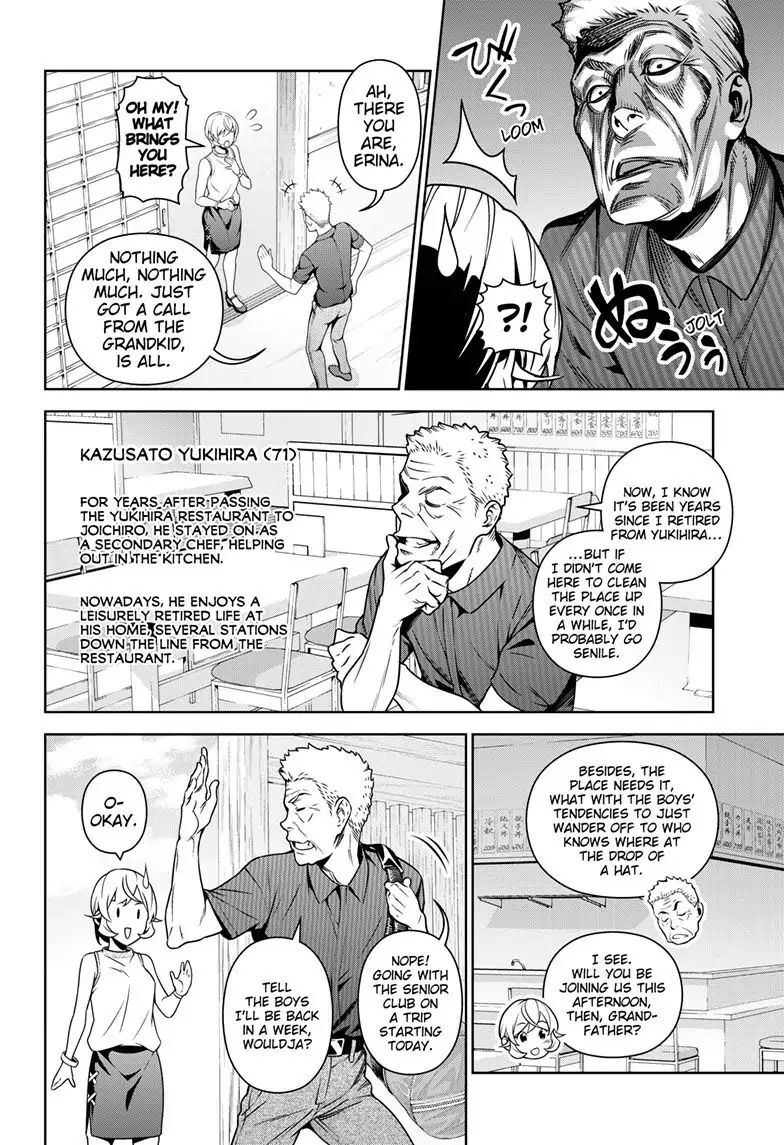 びくっ
LOOM
?!
ぬぅぅ
JOLT
AH,
THERE
YOU
ARE,
ERINA.
OH MY!
WHAT
BRINGS
YOU
HERE?
NOTHING
MUCH, NOTHING
MUCH. JUST
GOT A CALL
FROM THE
GRANDKID,
IS ALL.
NOW, I KNOW
IT'S BEEN YEARS
SINCE I RETIRED
FROM YUKIHIRA...
...BUT IF
I DIDN'T COME
HERE TO CLEAN
THE PLACE UP
EVERY ONCE IN
A WHILE, I'D
PROBABLY GO
SENILE.
KAZUSATO YUKIHIRA (71)
FOR YEARS AFTER PASSING
THE YUKIHIRA RESTAURANT TO
JOICHIRO, HE STAYED ON AS
A SECONDARY CHEF, HELPING
OUT IN THE KITCHEN.
NOWADAYS, HE ENJOYS A
LEISURELY RETIRED LIFE AT
HIS HOME, SEVERAL STATIONS
DOWN THE LINE FROM THE
RESTAURANT.
BESIDES, THE
PLACE NEEDS IT,
WHAT WITH THE BOYS'
TENDENCIES TO JUST
WANDER OFF TO WHO
KNOWS WHERE AT
THE DROP OF
A HAT.
I SEE.
WILL YOU BE
JOINING US THIS
AFTERNOON,
THEN, GRAND-
FATHER?
NOPE!
GOING WITH
THE SENIOR
CLUB ON
A TRIP
STARTING
TODAY.
TELL
THE BOYS
I'LL BE BACK
IN A WEEK,
WOULDJA?
O-
OKAY.